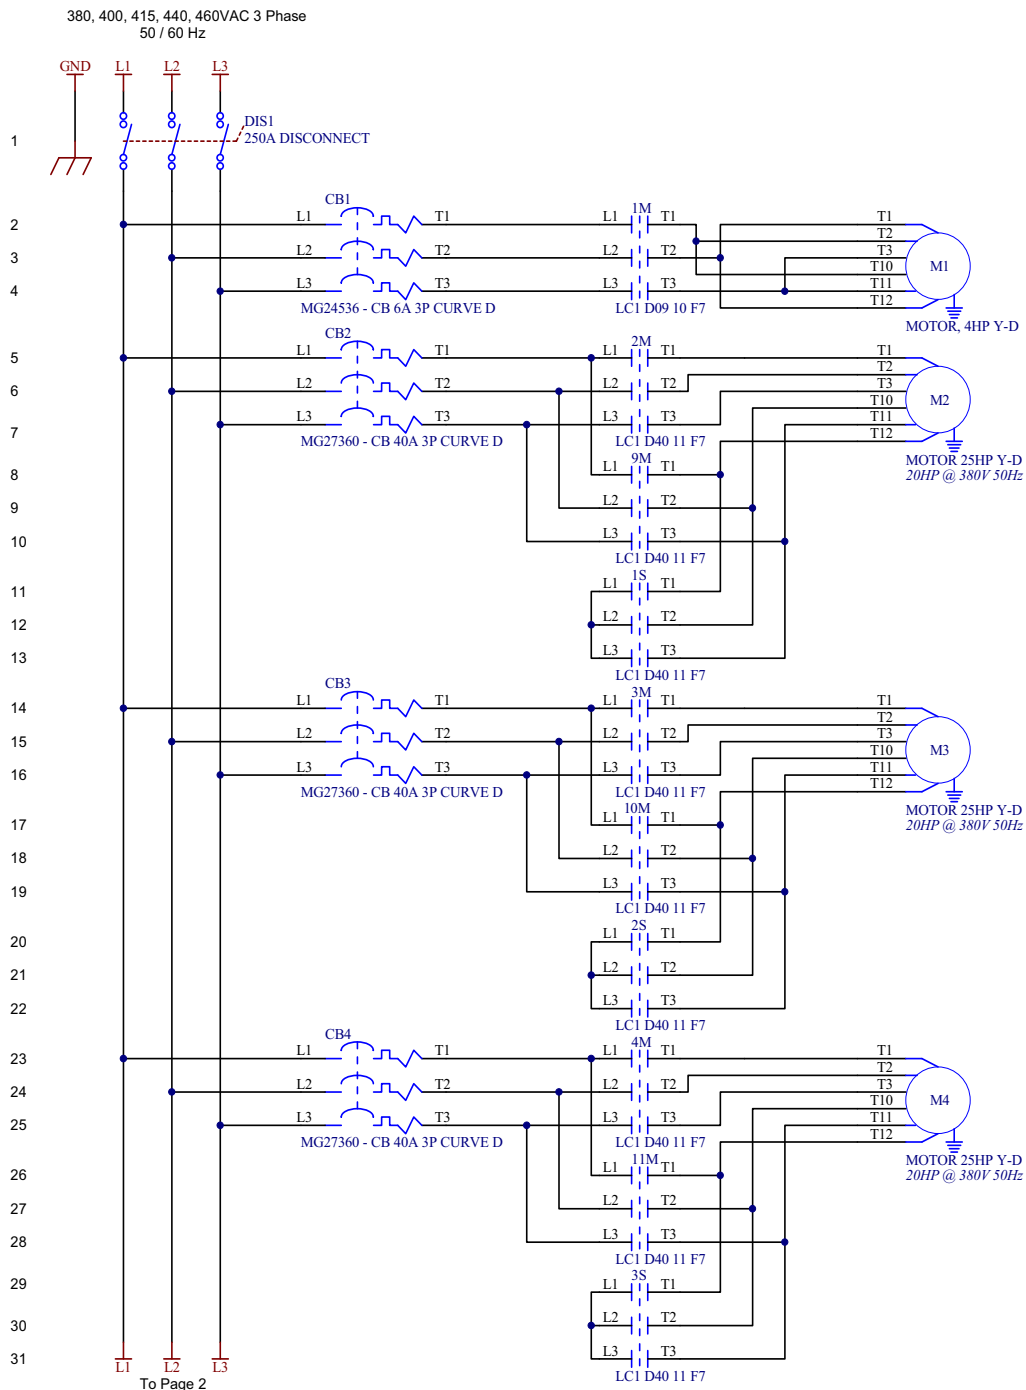 380, 400, 415, 440, 460VAC 3 Phase
50 / 60 Hz
GND L1 L2 L3
DIS1
1 250A DISCONNECT
CB1 1M
2 L1 T1 L1 T1 T1
T2
3 L2 T2 L2 T2 T3
M1
T10
4 L3 T3 L3 T3 T11
T12
MG24536 - CB 6A 3P CURVE D LC1 D09 10 F7
MOTOR, 4HP Y-D
CB2 2M
5 L1 T1 L1 T1 T1
T2
6 L2 T2 L2 T2 T3
M2
T10
7 L3 T3 L3 T3 T11
T12
MG27360 - CB 40A 3P CURVE D LC1 D40 11 F7
9M
MOTOR 25HP Y-D
8 L1 T1
20HP @ 380V 50Hz
9 L2 T2
10 L3 T3
LC1 D40 11 F7
1S
11 L1 T1
12 L2 T2
13 L3 T3
LC1 D40 11 F7
CB3 3M
14 L1 T1 L1 T1 T1
T2
15 L2 T2 L2 T2 T3
M3
T10
16 L3 T3 L3 T3 T11
T12
MG27360 - CB 40A 3P CURVE D LC1 D40 11 F7
10M
MOTOR 25HP Y-D
17 L1 T1
20HP @ 380V 50Hz
18 L2 T2
19 L3 T3
LC1 D40 11 F7
2S
20 L1 T1
21 L2 T2
22 L3 T3
LC1 D40 11 F7
CB4 4M
23 L1 T1 L1 T1 T1
T2
24 L2 T2 L2 T2 T3
M4
T10
25 L3 T3 L3 T3 T11
T12
MG27360 - CB 40A 3P CURVE D LC1 D40 11 F7
11M
MOTOR 25HP Y-D
26 L1 T1
20HP @ 380V 50Hz
27 L2 T2
28 L3 T3
LC1 D40 11 F7
3S
29 L1 T1
30 L2 T2
31 L3 T3
L1 L2 L3
LC1 D40 11 F7
To Page 2